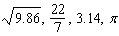 √9.86, 22/7, 3.14, π